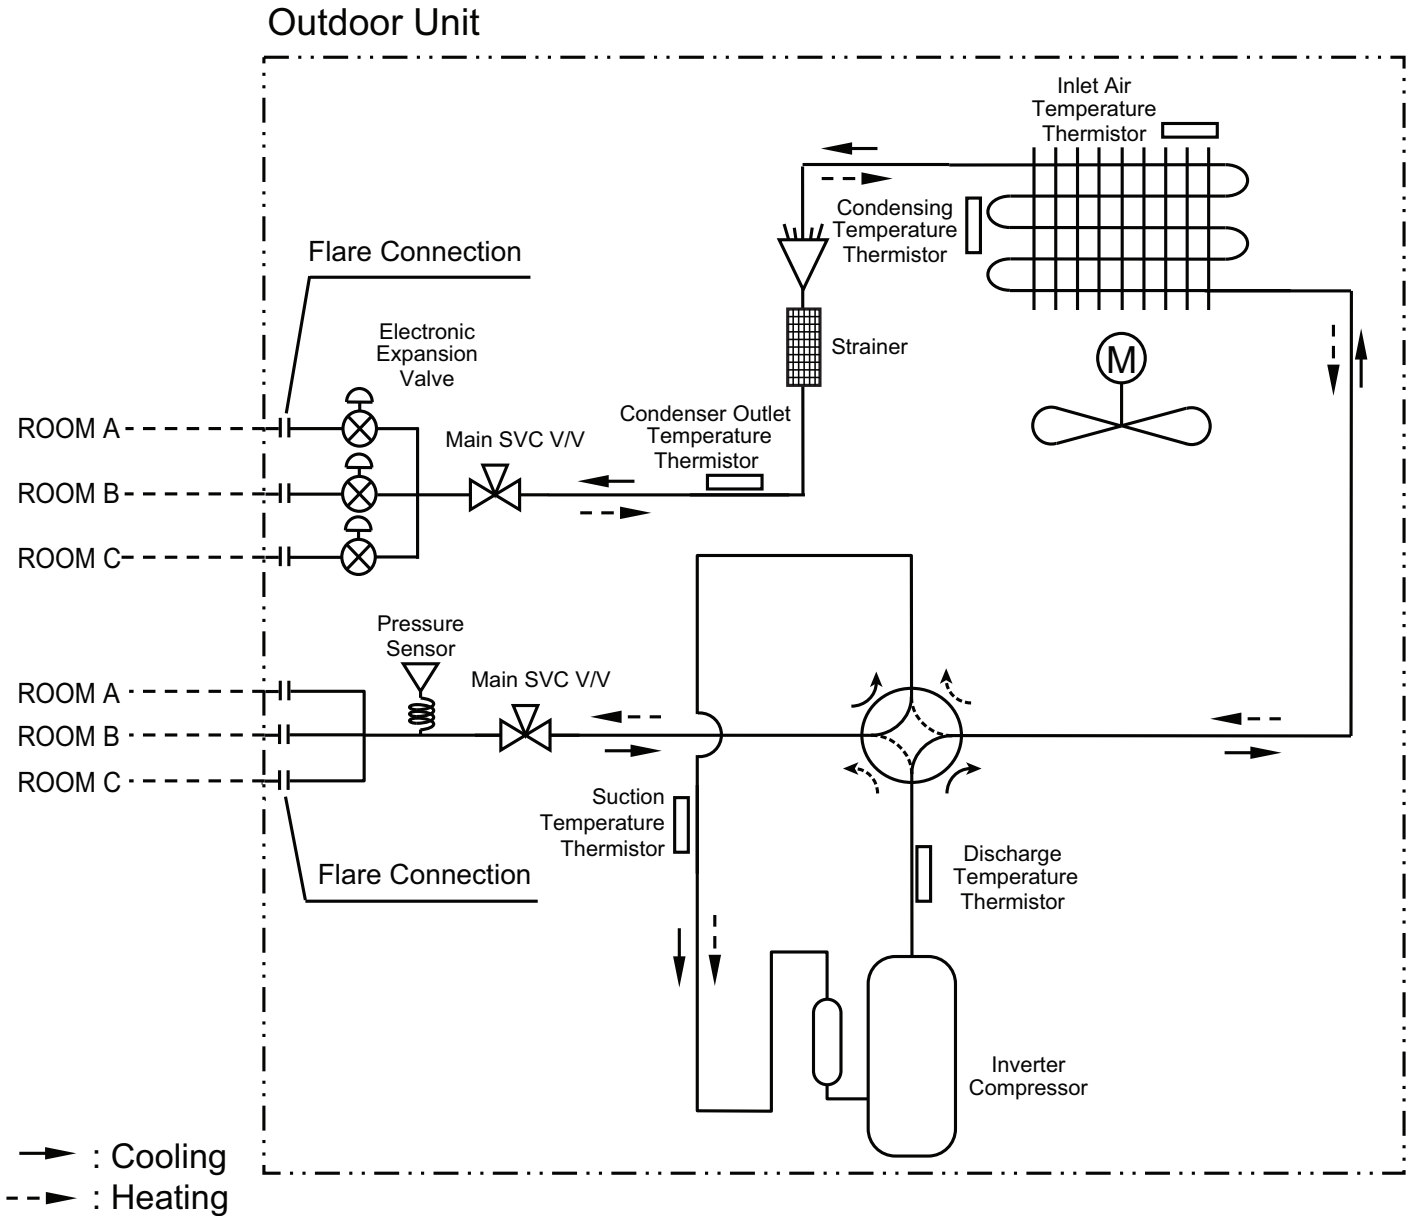 Outdoor Unit
Inlet Air
Temperature
Thermistor
Condensing
Temperature
Thermistor
Flare Connection
Electronic
Expansion
Valve
Strainer
M
Condenser Outlet
Temperature
Thermistor
ROOM A
Main SVC V/V
ROOM B
ROOM C
Pressure
Sensor
Main SVC V/V
ROOM A
ROOM B
ROOM C
Suction
Temperature
Thermistor
Flare Connection
Discharge
Temperature
Thermistor
Inverter
Compressor
: Cooling
: Heating